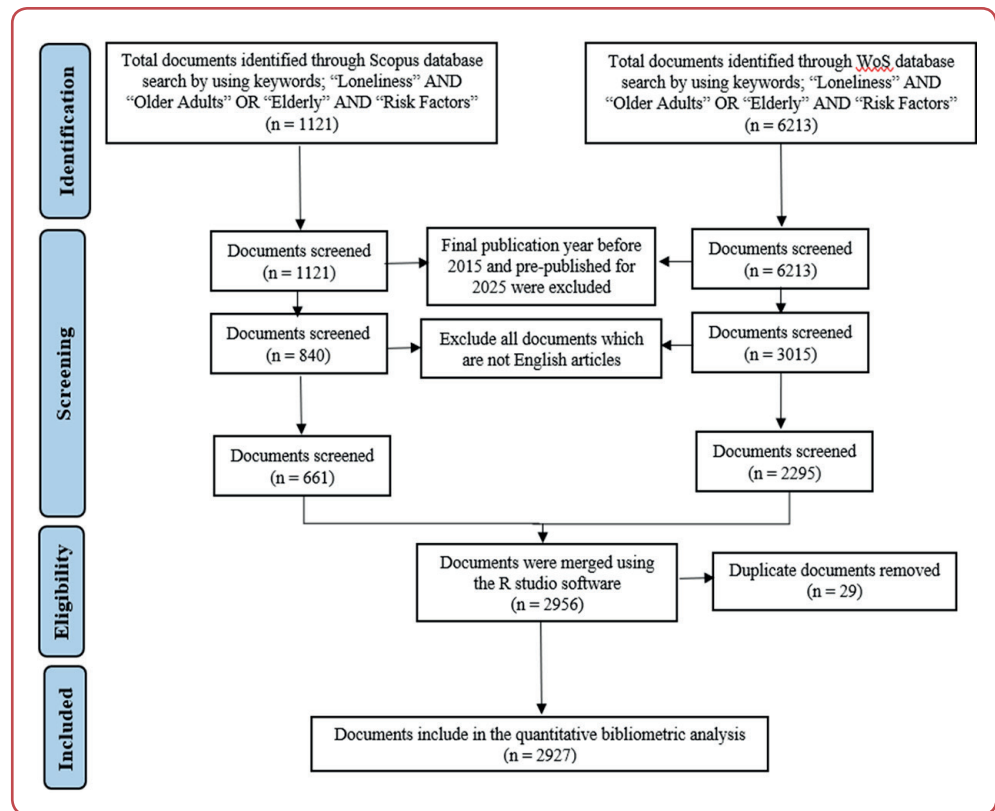 Identification
Total documents identified through Scopus database
search by using keywords; “Loneliness” AND
“Older Adults” OR “Elderly” AND “Risk Factors”
(n = 1121)
Total documents identified through WoS database
search by using keywords; “Loneliness” AND
“Older Adults” OR “Elderly” AND “Risk Factors”
(n = 6213)
Screening
Documents screened
(n = 1121)
Final publication year before
2015 and pre-published for
2025 were excluded
Documents screened
(n = 6213)
Documents screened
(n = 840)
Exclude all documents which
are not English articles
Documents screened
(n = 3015)
Documents screened
(n = 661)
Documents screened
(n = 2295)
Eligibility
Documents were merged using
the R studio software
(n = 2956)
Duplicate documents removed
(n = 29)
Included
Documents include in the quantitative bibliometric analysis
(n = 2927)